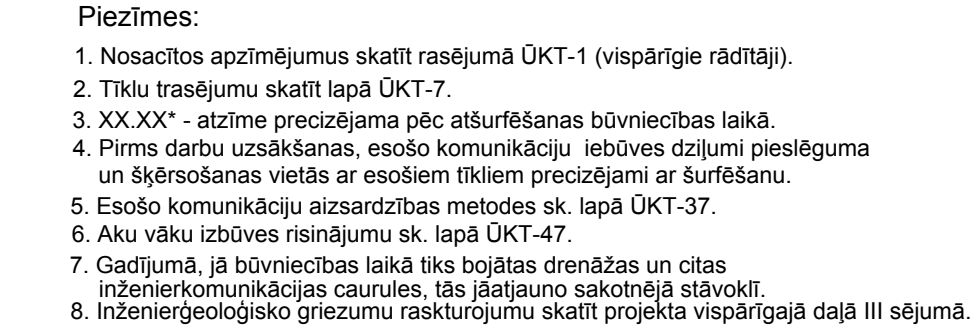 Piezīmes:
1. Nosacītos apzīmējumus skatīt rasējumā ŪKT-1 (vispārīgie rādītāji).
2. Tīklu trasējumu skatīt lapā ŪKT-7.
3. XX.XX* - atzīme precizējama pēc atšurfēšanas būvniecības laikā.
4. Pirms darbu uzsākšanas, esošo komunikāciju  iebūves dziļumi pieslēguma
un šķērsošanas vietās ar esošiem tīkliem precizējami ar šurfēšanu.
5. Esošo komunikāciju aizsardzības metodes sk. lapā ŪKT-37.
6. Aku vāku izbūves risinājumu sk. lapā ŪKT-47.
7. Gadījumā, jā būvniecības laikā tiks bojātas drenāžas un citas
inženierkomunikācijas caurules, tās jāatjauno sakotnējā stāvoklī.
8. Inženierģeoloģisko griezumu raskturojumu skatīt projekta vispārīgajā daļā III sējumā.